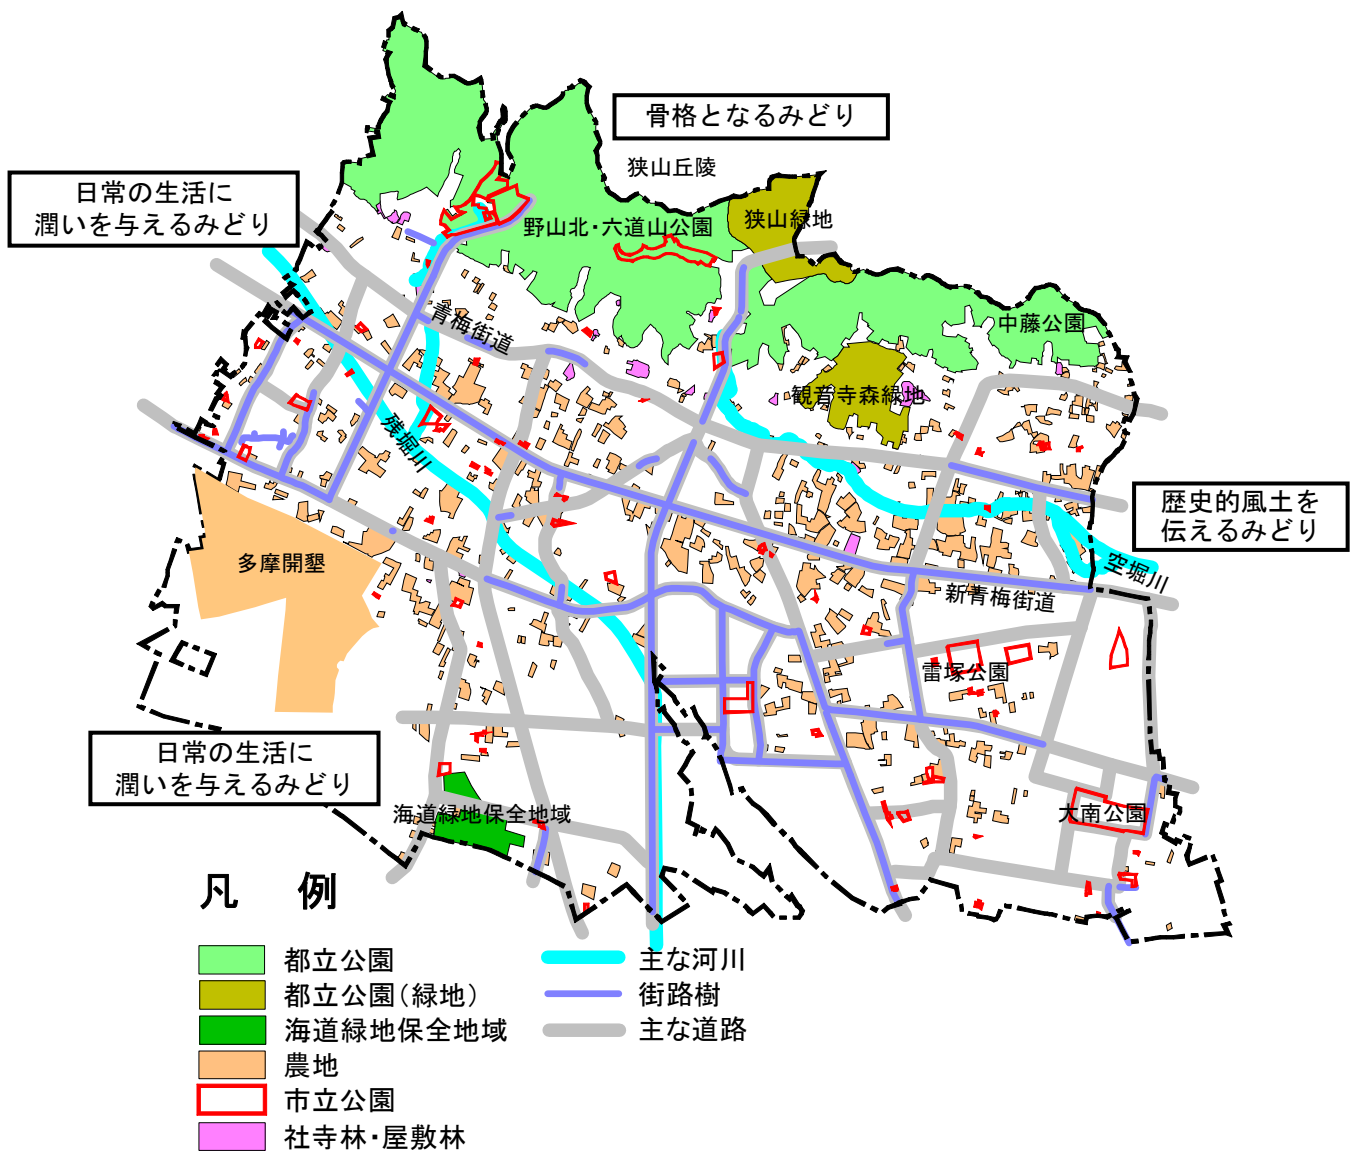 骨格となるみどり
狭山丘陵
日常の生活に
潤いを与えるみどり
野山北・六道山公園
狭山緑地
中藤公園
青梅街道
観音寺森緑地
残堀川
歴史的風土を
伝えるみどり
多摩開墾
空堀川
新青梅街道
雷塚公園
日常の生活に
潤いを与えるみどり
海道緑地保全地域
大南公園
凡 例
都立公園
都立公園(緑地)
海道緑地保全地域
農地
市立公園
社寺林・屋敷林
主な河川
街路樹
主な道路